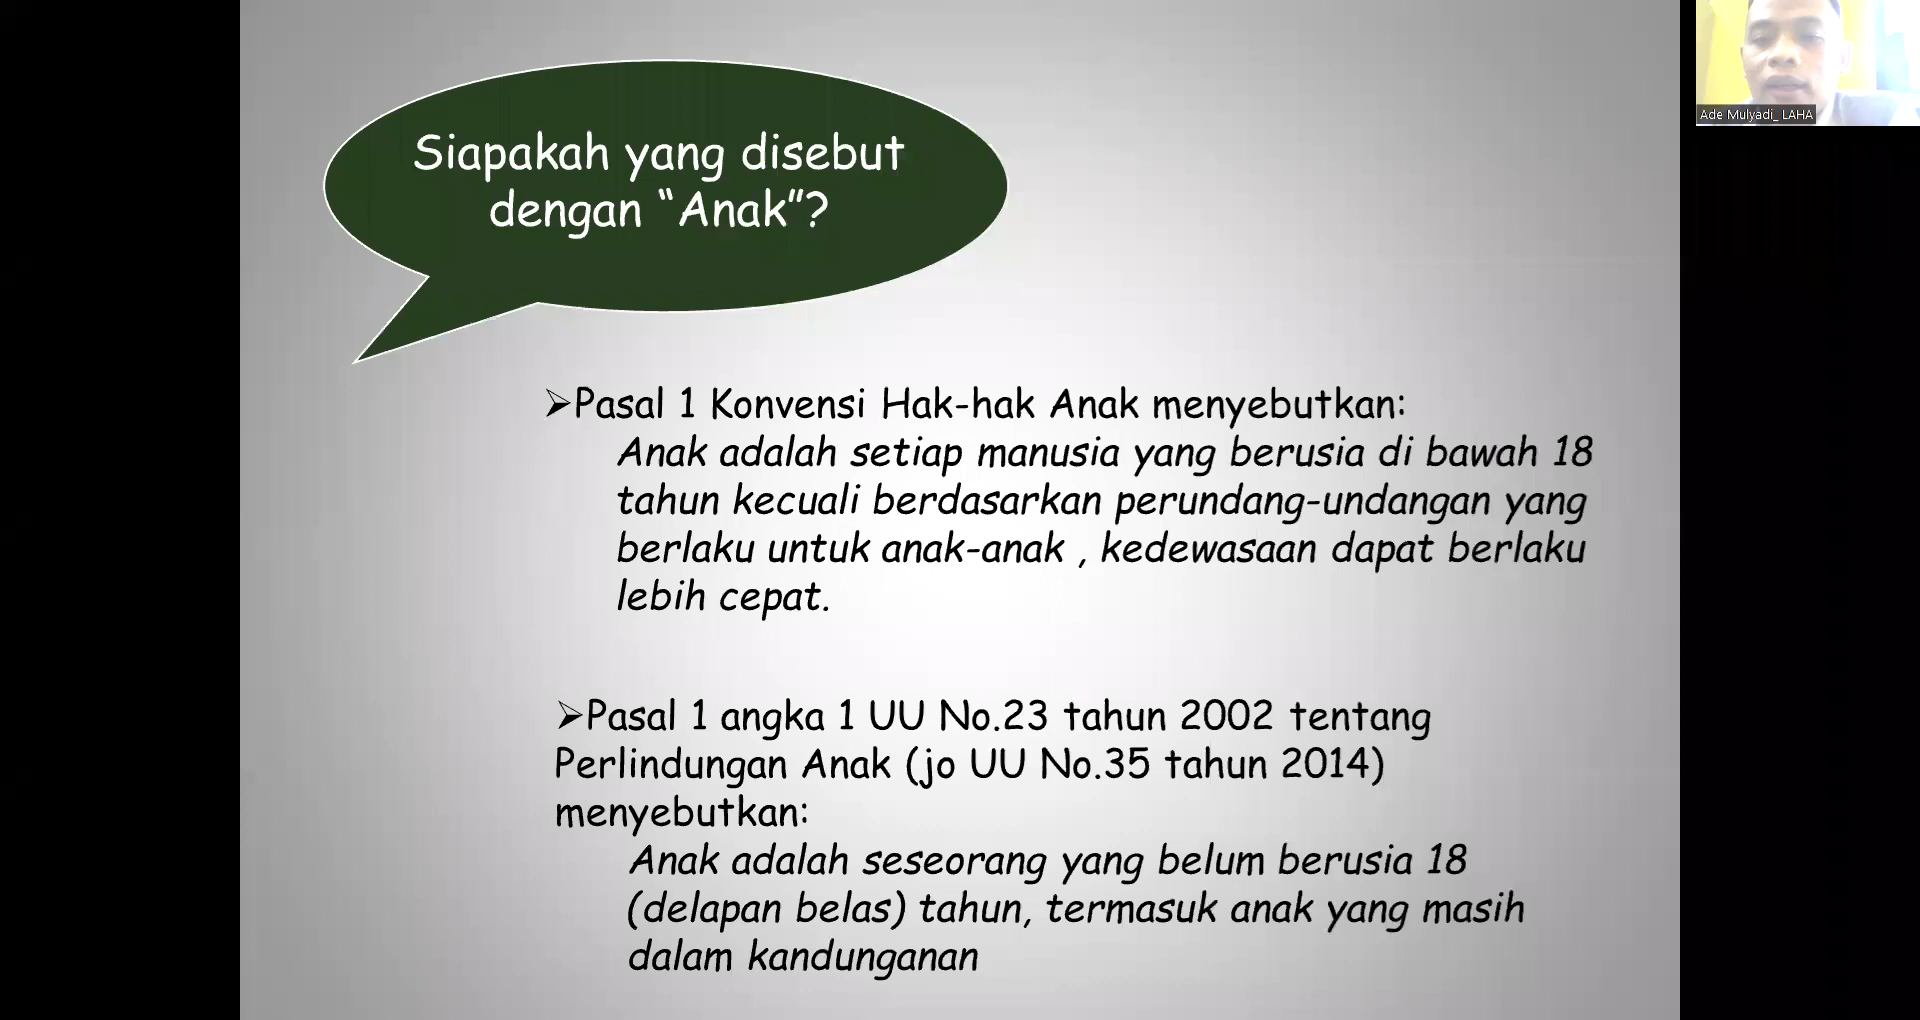 Siapakah yang disebut
dengan “Anak”?
Ade Mulyadi_ LAHA
➢Pasal 1 Konvensi Hak-hak Anak menyebutkan:
Anak adalah setiap manusia yang berusia di bawah 18
tahun kecuali berdasarkan perundang-undangan yang
berlaku untuk anak-anak , kedewasaan dapat berlaku
lebih cepat.
➢Pasal 1 angka 1 UU No.23 tahun 2002 tentang
Perlindungan Anak (jo UU No.35 tahun 2014)
menyebutkan:
Anak adalah seseorang yang belum berusia 18
(delapan belas) tahun, termasuk anak yang masih
dalam kandunganan